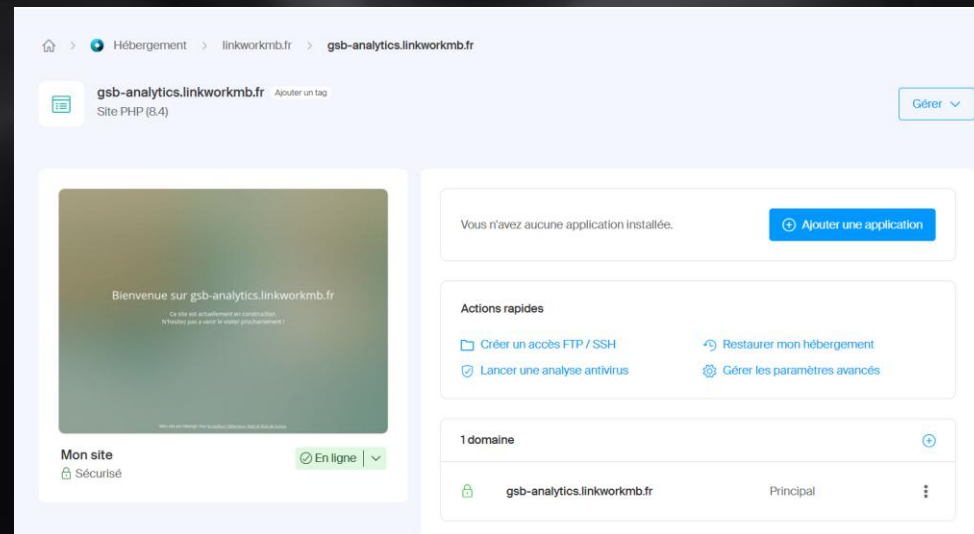 Hébergement > linkworkmb.fr > gsb-analytics.linkworkmb.fr
gsb-analytics.linkworkmb.fr Ajouter un tag
Site PHP (8.4)
Gérer
Bienvenue sur gsb-analytics.linkworkmb.fr
Ce site est actuellement en construction.
N'hésitez pas à venir le visiter prochainement !
Mon site
En ligne
Sécurisé
Vous n'avez aucune application installée.
Ajouter une application
Actions rapides
Créer un accès FTP / SSH
Restaurer mon hébergement
Lancer une analyse antivirus
Gérer les paramètres avancés
1 domaine
gsb-analytics.linkworkmb.fr Principal